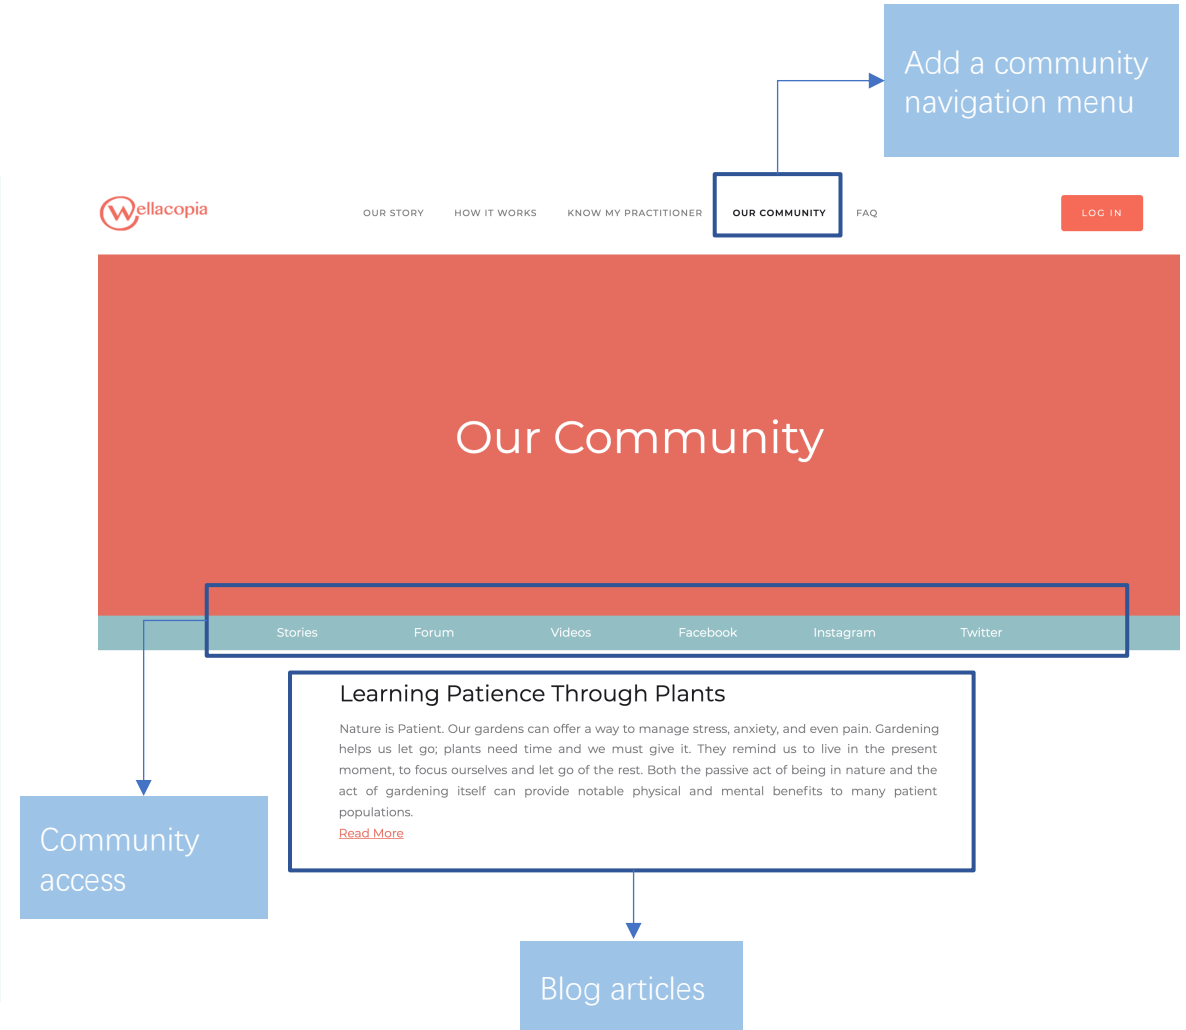 Add a community
navigation menu
Wellacopia
OUR STORY HOW IT WORKS KNOW MY PRACTITIONER OUR COMMUNITY FAQ LOG IN
Our Community
Stories Forum Videos Facebook Instagram Twitter
Learning Patience Through Plants
Nature is Patient. Our gardens can offer a way to manage stress, anxiety, and even pain. Gardening
helps us let go; plants need time and we must give it. They remind us to live in the present
moment, to focus ourselves and let go of the rest. Both the passive act of being in nature and the
act of gardening itself can provide notable physical and mental benefits to many patient
populations.
Read More
Community
access
Blog articles